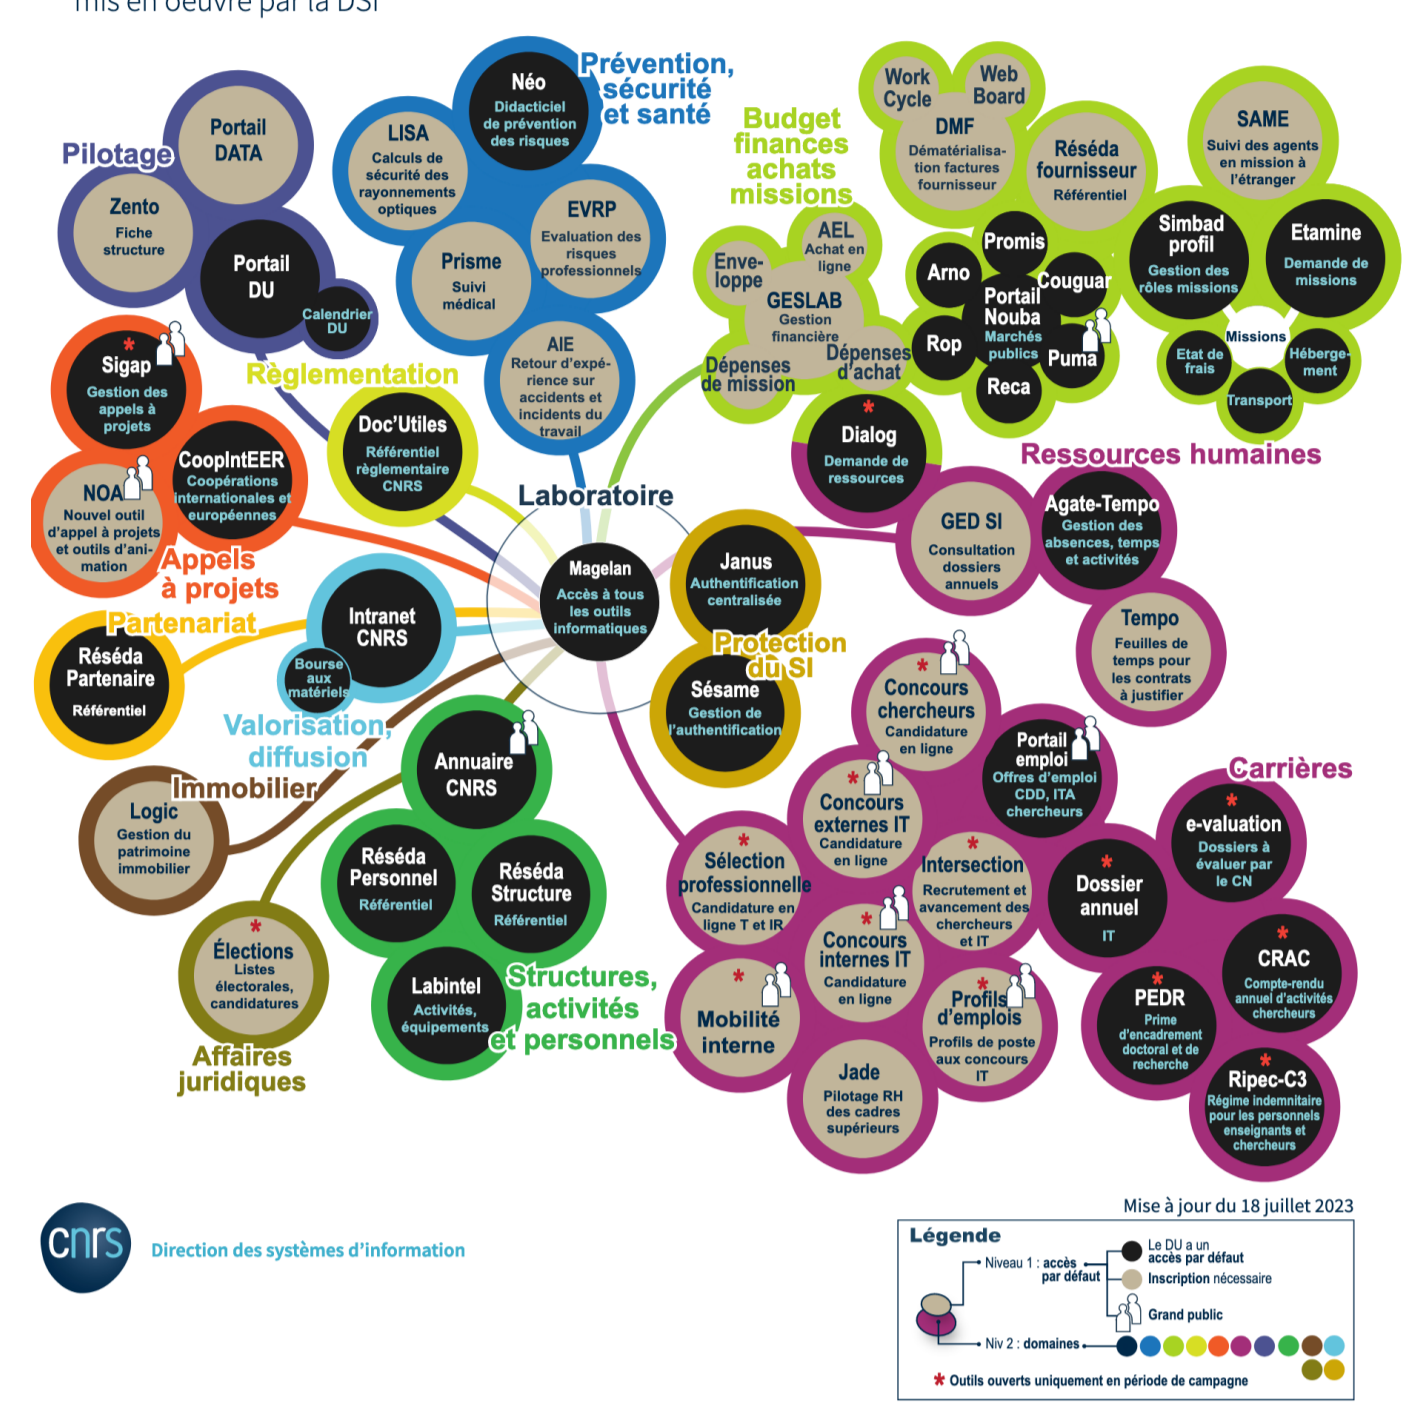 mis en oeuvre par la DSI
Pilotage
Portail
DATA
Zento
Fiche
structure
Portail
DU
Calendrier
DU
Prévention,
sécurité
et santé
Néo
Didacticiel
de prévention
des risques
LISA
Calculs de
sécurité des
rayonnements
optiques
EVRP
Evaluation des
risques
professionnels
Prisme
Suivi
médical
AIE
Retour d'expé-
rience sur
accidents et
incidents du
travail
Budget
finances
achats
missions
Work
Cycle
Web
Board
DMF
Dématérialisa-
tion factures
fournisseur
Réséda
fournisseur
Référentiel
SAME
Suivi des agents
en mission à
l'étranger
AEL
Achat en
ligne
Enve-
loppe
GESLAB
Gestion
financière
Dépenses
de mission
Dépenses
d'achat
Promis
Arno
Couguar
Portail
Nouba
Marchés
publics
Rop
Puma
Reca
Simbad
profil
Gestion des
rôles missions
Etamine
Demande de
missions
Missions
Etat de
frais
Héberge-
ment
Transport
* Sigap
Gestion des
appels à
projets
NOA
Nouvel outil
d'appel à projets
et outils d'ani-
mation
CoopIntEER
Coopérations
internationales et
européennes
Appels
à projets
Règlementation
Doc'Utiles
Référentiel
règlementaire
CNRS
Laboratoire
Magelan
Accès à tous
les outils
informatiques
* Dialog
Demande de
ressources
Ressources humaines
GED SI
Consultation
dossiers
annuels
Agate-Tempo
Gestion des
absences, temps
et activités
Tempo
Feuilles de
temps pour
les contrats
à justifier
Janus
Authentification
centralisée
Protection
du SI
Sésame
Gestion de
l'authentification
Partenariat
Réséda
Partenaire
Référentiel
Intranet
CNRS
Bourse
aux
matériels
Valorisation,
diffusion
Immobilier
Logic
Gestion du
patrimoine
immobilier
* Élections
Listes
électorales,
candidatures
Affaires
juridiques
Annuaire
CNRS
Réséda
Personnel
Référentiel
Réséda
Structure
Référentiel
Labintel
Activités,
équipements
Structures,
activités
et personnels
Carrières
* Concours
chercheurs
Candidature
en ligne
Portail
emploi
Offres d'emploi
CDD, ITA
chercheurs
* Concours
externes IT
Candidature
en ligne
* Sélection
professionnelle
Candidature en
ligne T et IR
* Intersection
Recrutement et
avancement des
chercheurs
et IT
* Concours
internes IT
Candidature
en ligne
* Mobilité
interne
* Profils
d'emplois
Profils de poste
aux concours
IT
Jade
Pilotage RH
des cadres
supérieurs
* Dossier
annuel
IT
* e-valuation
Dossiers à
évaluer par
le CN
* CRAC
Compte-rendu
annuel d'activités
chercheurs
* PEDR
Prime
d'encadrement
doctoral et de
recherche
* Ripec-C3
Régime indemnitaire
pour les personnels
enseignants et
chercheurs
cnrs
Direction des systèmes d'information
Mise à jour du 18 juillet 2023
Légende
Niveau 1 : accès
par défaut
Le DU a un
accès par défaut
Inscription nécessaire
Grand public
Niv 2 : domaines
* Outils ouverts uniquement en période de campagne